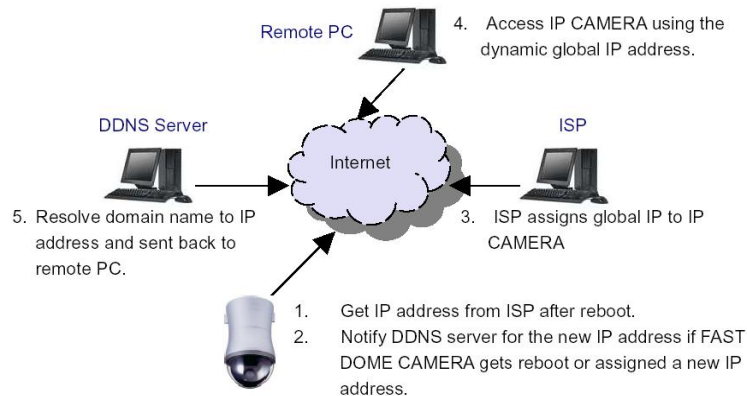 Remote PC
4. Access IP CAMERA using the
dynamic global IP address.
DDNS Server
ISP
Internet
5. Resolve domain name to IP
address and sent back to
remote PC.
3. ISP assigns global IP to IP
CAMERA
1. Get IP address from ISP after reboot.
2. Notify DDNS server for the new IP address if FAST
DOME CAMERA gets reboot or assigned a new IP
address.